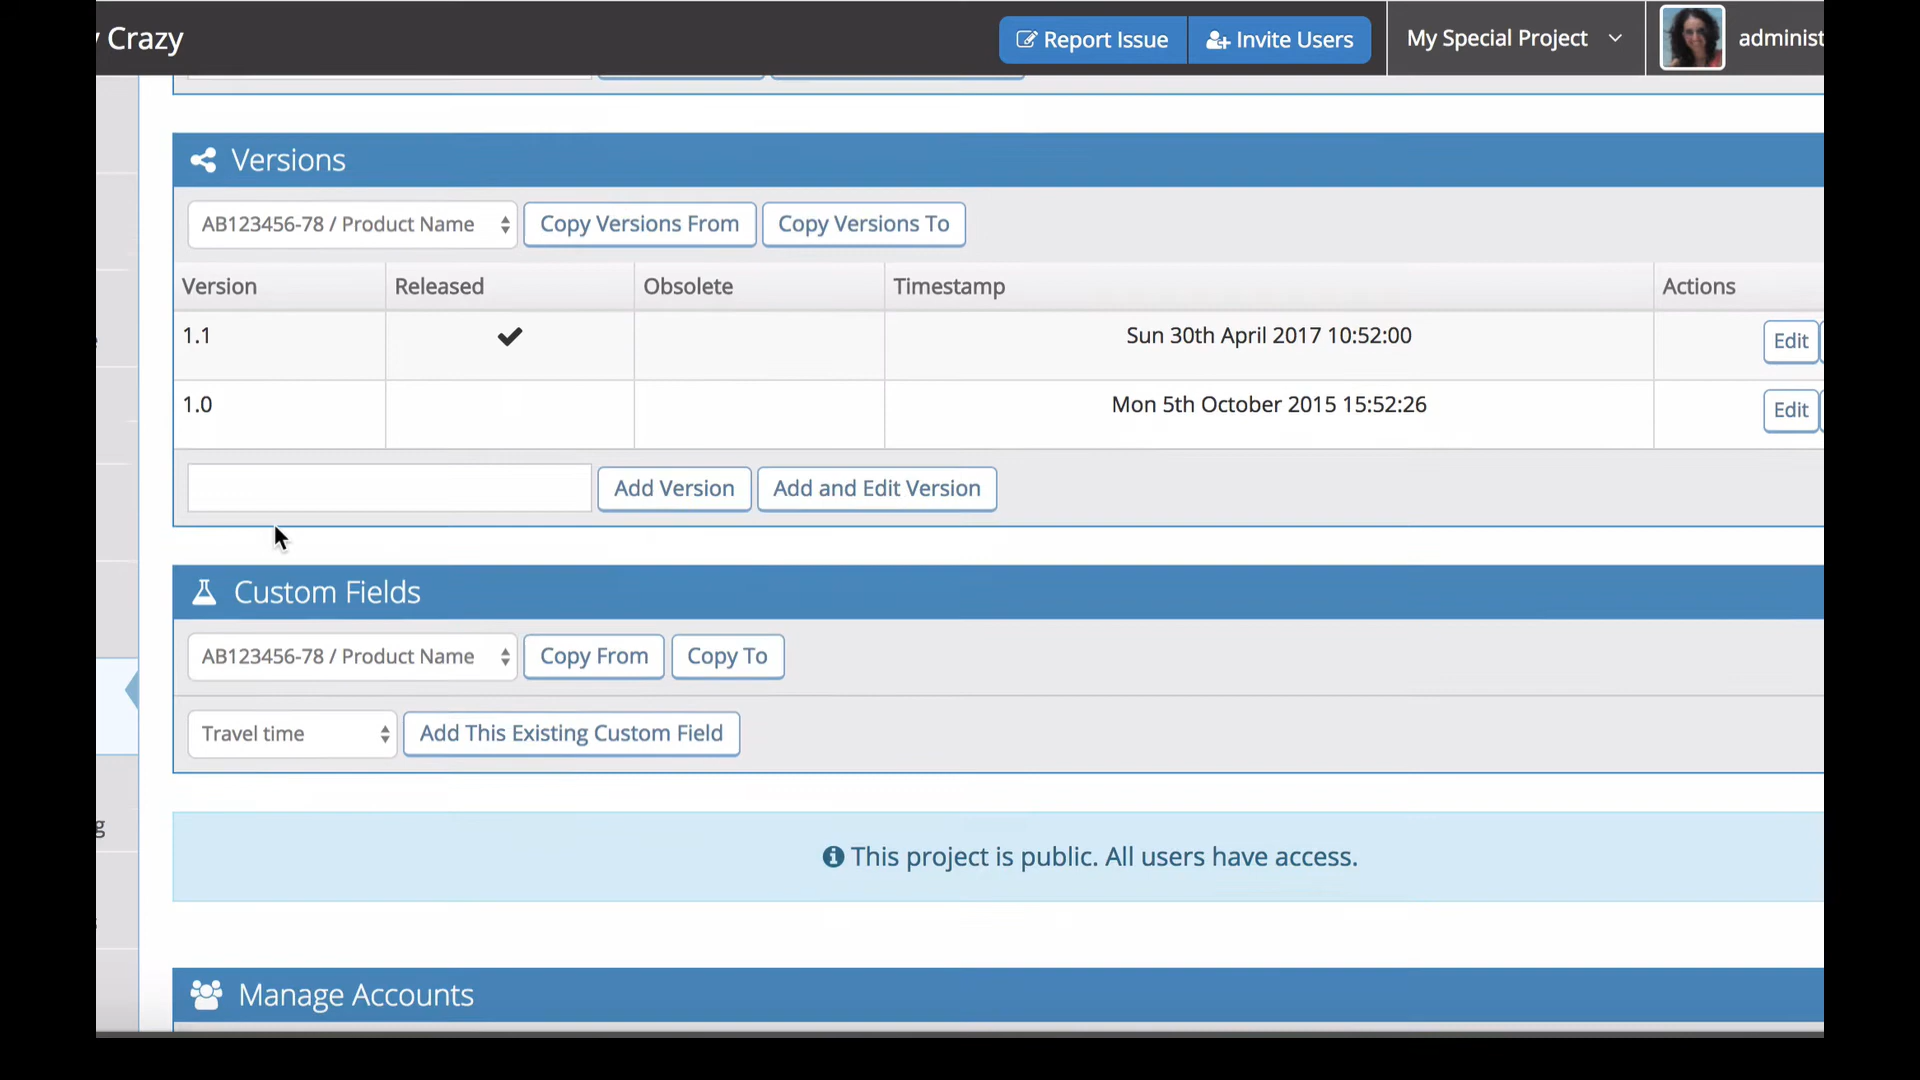 Crazy
Report Issue
Invite Users
My Special Project
administ
Versions
AB123456-78 / Product Name
Copy Versions From
Copy Versions To
Version Released Obsolete Timestamp Actions
1.1 Sun 30th April 2017 10:52:00 Edit
1.0 Mon 5th October 2015 15:52:26 Edit
Add Version
Add and Edit Version
Custom Fields
AB123456-78 / Product Name
Copy From
Copy To
Travel time
Add This Existing Custom Field
g
This project is public. All users have access.
Manage Accounts